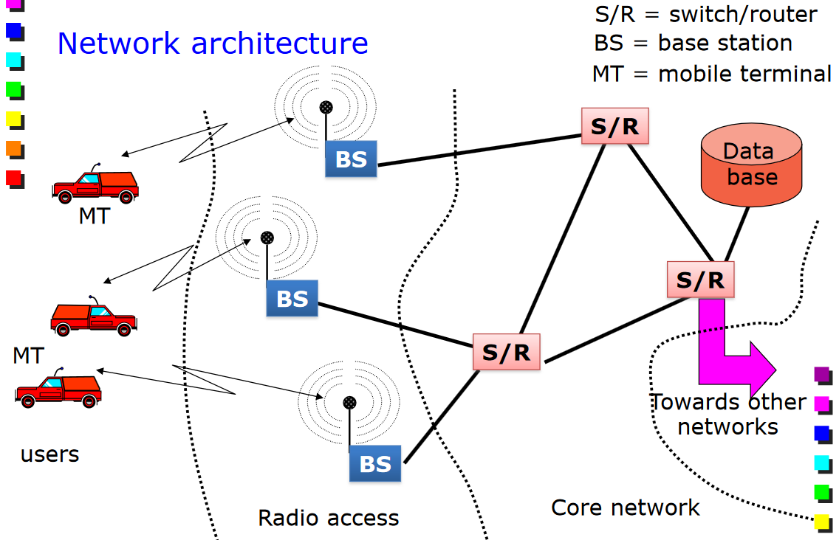 Network architecture
S/R = switch/router
BS = base station
MT = mobile terminal
S/R
BS
Data
base
MT
S/R
BS
S/R
MT
Towards other
networks
BS
users
Radio access
Core network